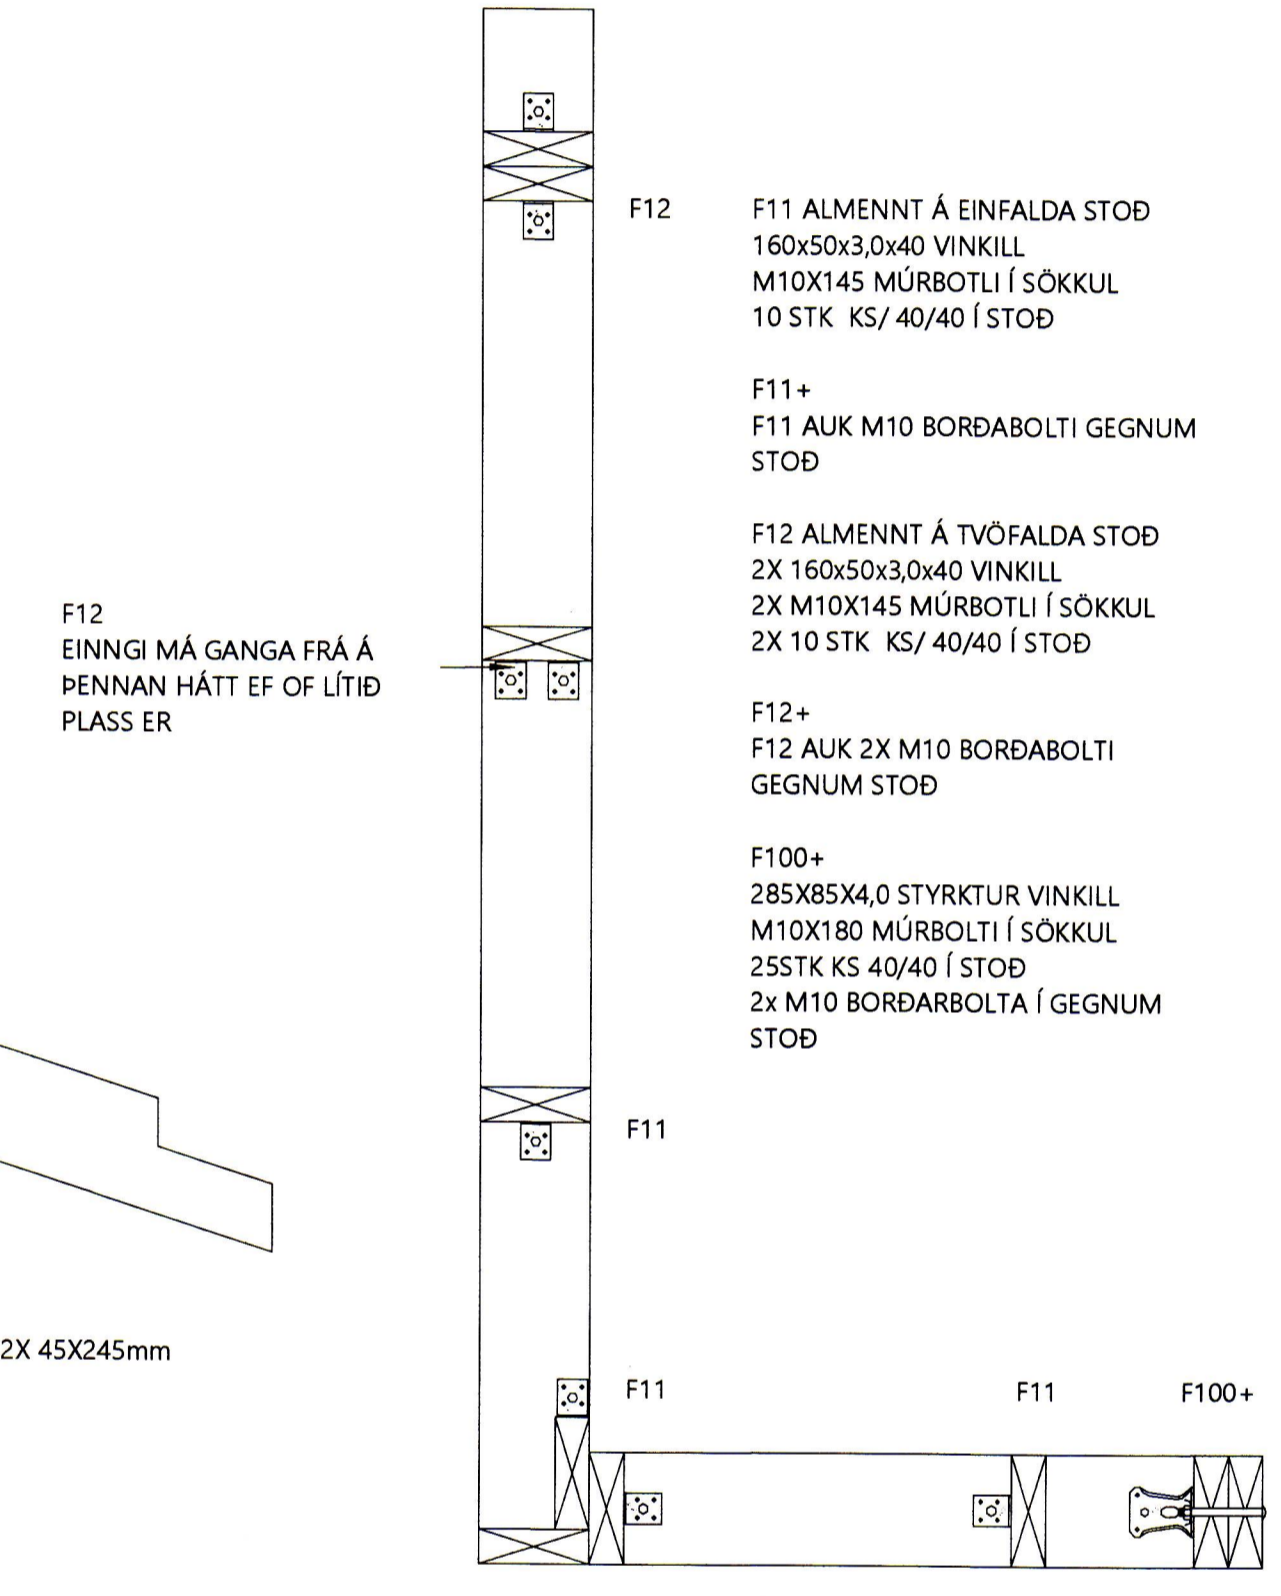 F12
F11 ALMENNT Á EINFALDA STOÐ
160x50x3,0x40 VINKILL
M10X145 MÚRBOTLI Í SÖKKUL
10 STK  KS/ 40/40 Í STOÐ
F11+
F11 AUK M10 BORÐABOLTI GEGNUM
STOÐ
F12 ALMENNT Á TVÖFALDA STOÐ
2X 160x50x3,0x40 VINKILL
2X M10X145 MÚRBOTLI Í SÖKKUL
2X 10 STK  KS/ 40/40 Í STOÐ
F12+
F12 AUK 2X M10 BORÐABOLTI
GEGNUM STOÐ
F100+
285X85X4,0 STYRKTUR VINKILL
M10X180 MÚRBOLTI Í SÖKKUL
25STK KS 40/40 Í STOÐ
2x M10 BORÐARBOLTA Í GEGNUM
STOÐ
F12
EINNGI MÁ GANGA FRÁ Á
ÞENNAN HÁTT EF OF LÍTIÐ
PLASS ER
F11
2X 45X245mm
F11
F11
F100+